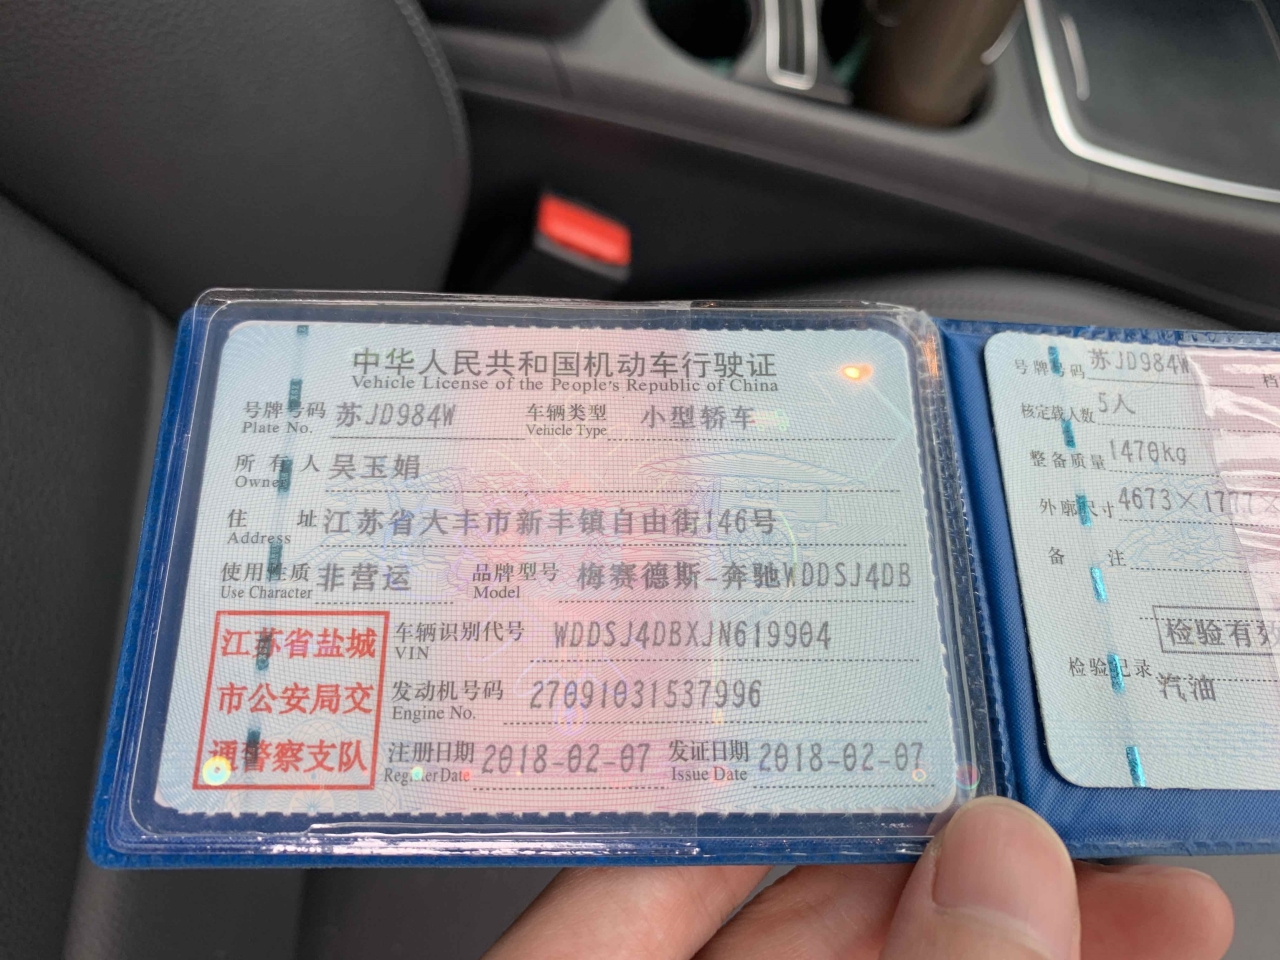 中华人民共和国机动车行驶证
Vehicle License of the People's Republic of China
号牌号码 苏JD984W 车辆类型 小型轿车
Plate No. Vehicle Type
所有人 吴玉娟
Owner
住址 江苏省大丰市新丰镇自由街146号
Address
使用性质 非营运 品牌型号 梅赛德斯-奔驰WDDSJ4DB
Use Character Model
江苏省盐城
市公安局交
通警察支队
车辆识别代号 WDDSJ4DBXJN619904
VIN
发动机号码 27091031537996
Engine No.
注册日期 2018-02-07 发证日期 2018-02-07
Register Date Issue Date
号牌号码 苏JD984W 档
核定载人数 5人
整备质量 1470kg
外廓尺寸 4673×1777×
备注
检验有效
检验记录
汽油